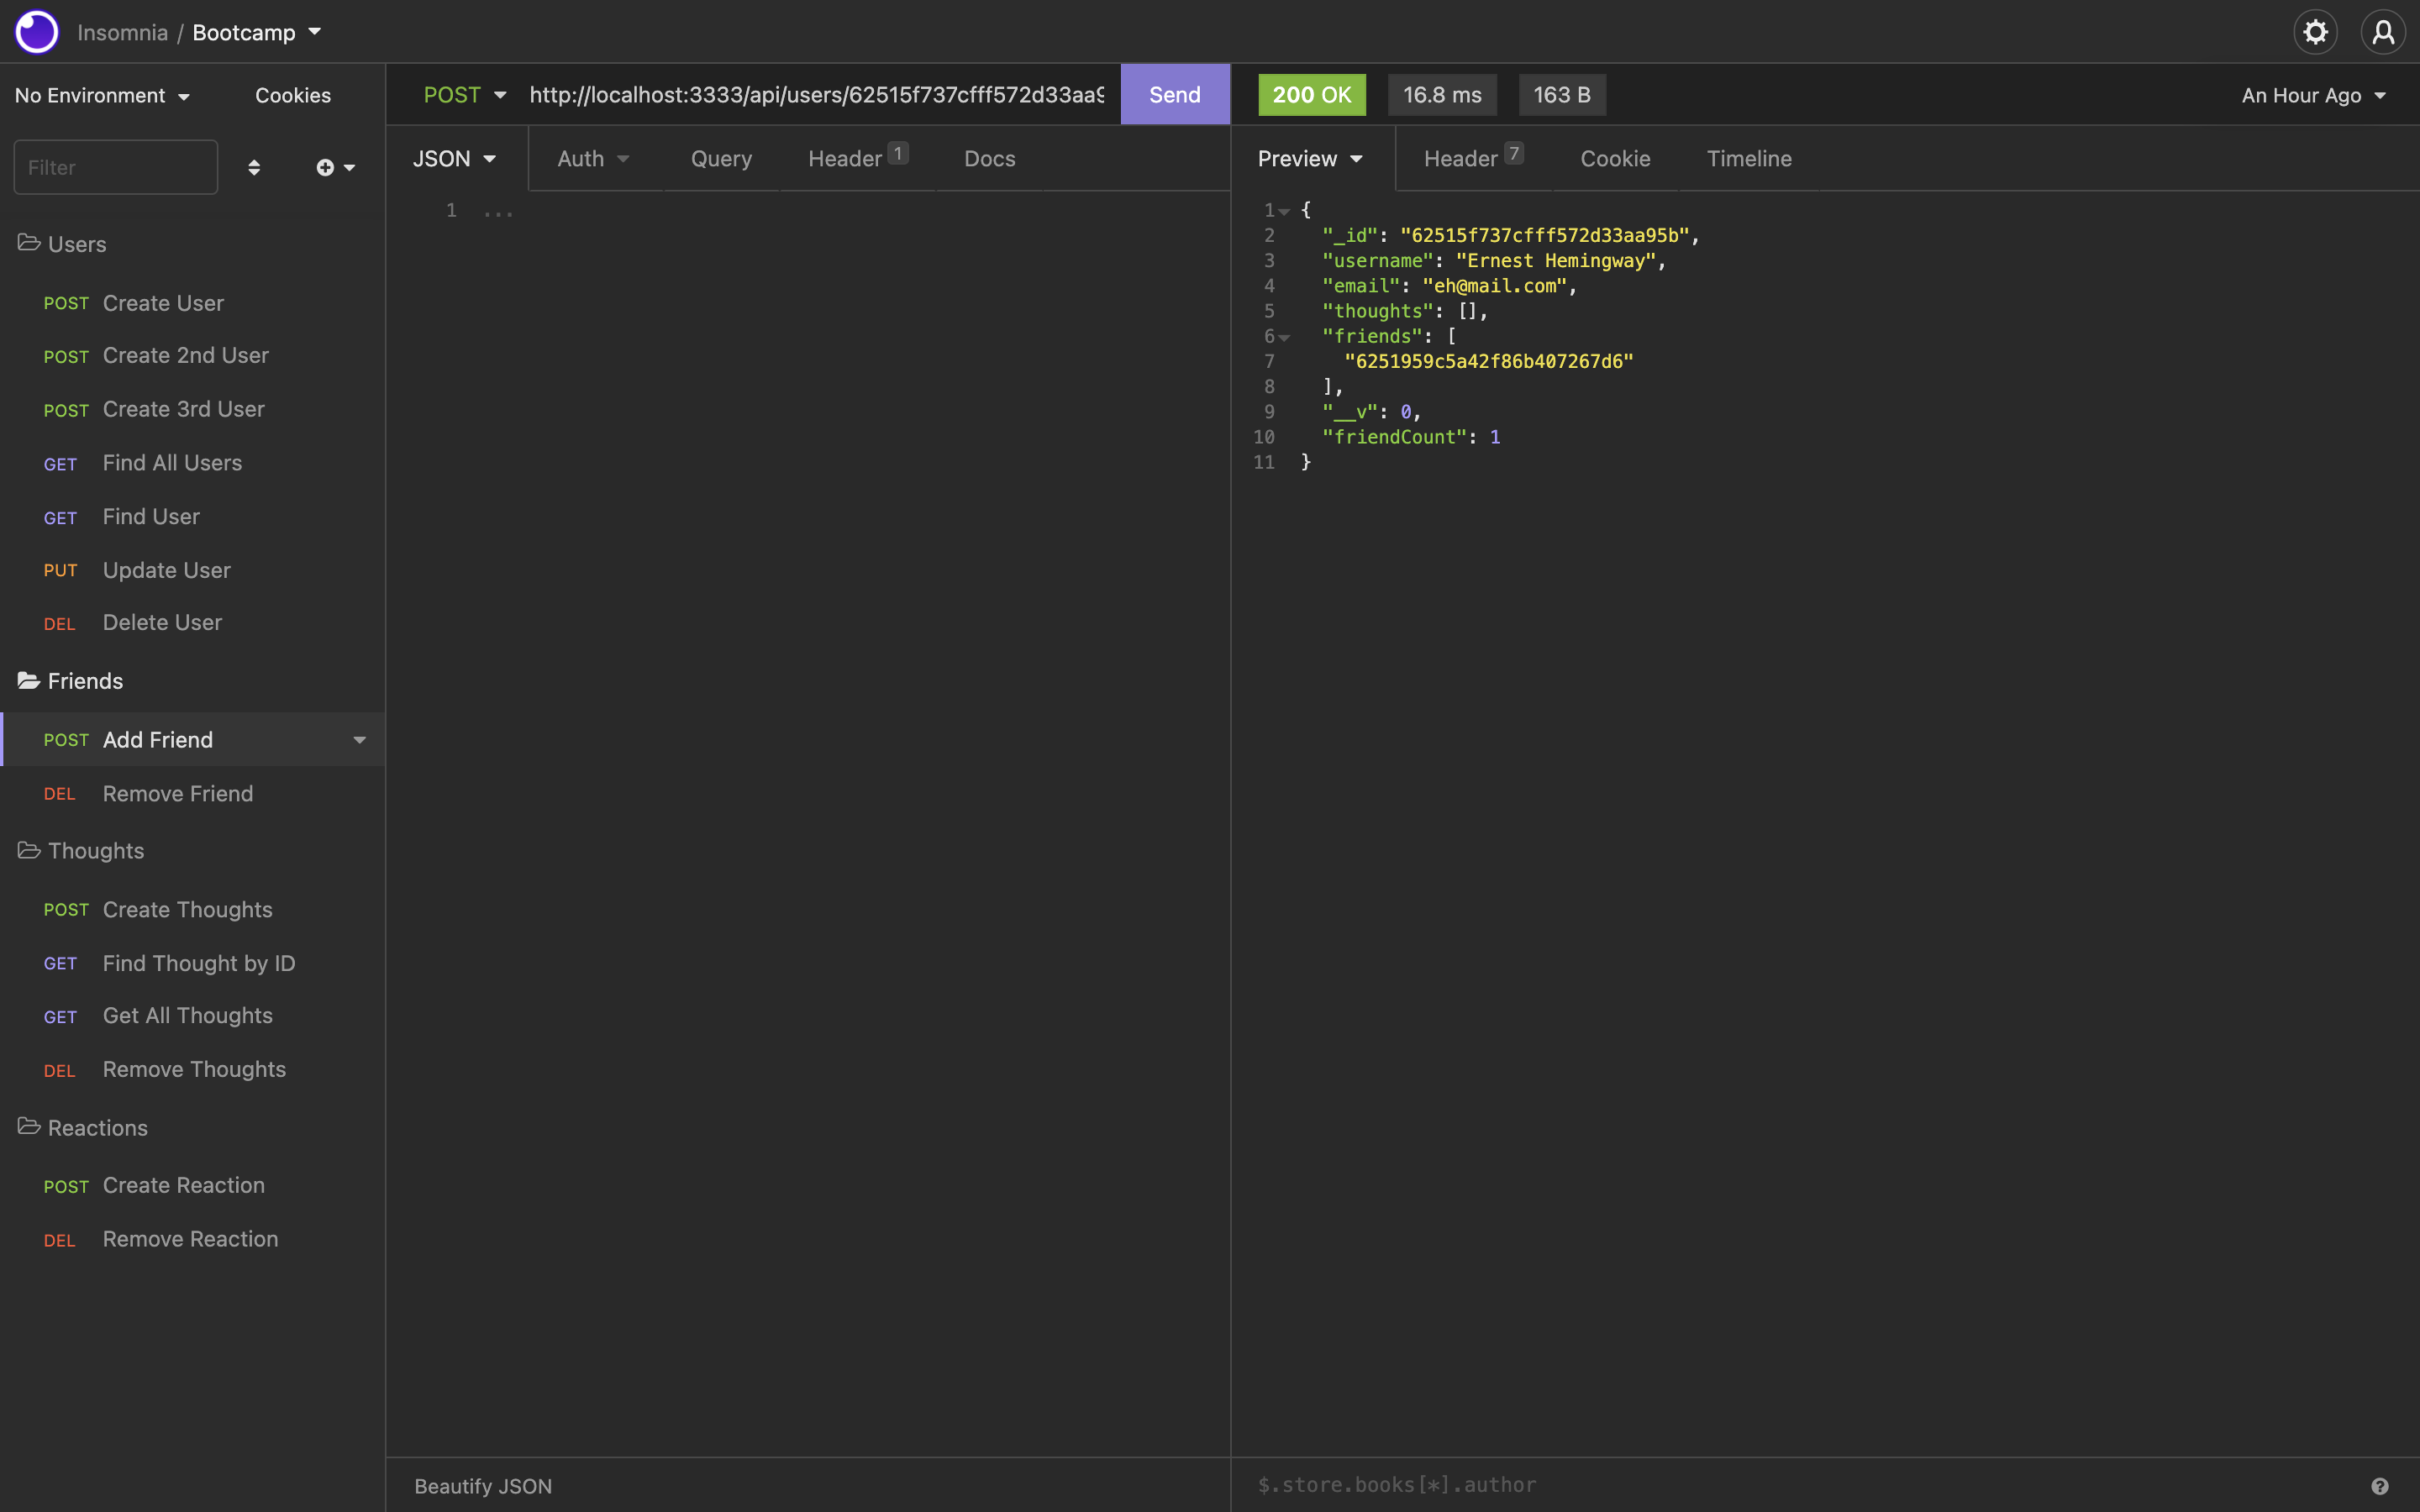 Insomnia / Bootcamp
No Environment Cookies
Filter
Users
POST Create User
POST Create 2nd User
POST Create 3rd User
GET Find All Users
GET Find User
PUT Update User
DEL Delete User
Friends
POST Add Friend
DEL Remove Friend
Thoughts
POST Create Thoughts
GET Find Thought by ID
GET Get All Thoughts
DEL Remove Thoughts
Reactions
POST Create Reaction
DEL Remove Reaction
POST http://localhost:3333/api/users/62515f737cfff572d33aa9 Send
JSON Auth Query Header 1 Docs
1 ...
Beautify JSON
200 OK 16.8 ms 163 B An Hour Ago
Preview Header 7 Cookie Timeline
1 {
2 "_id": "62515f737cfff572d33aa95b",
3 "username": "Ernest Hemingway",
4 "email": "eh@mail.com",
5 "thoughts": [],
6 "friends": [
7 "6251959c5a42f86b407267d6"
8 ],
9 "__v": 0,
10 "friendCount": 1
11 }
$.store.books[*].author